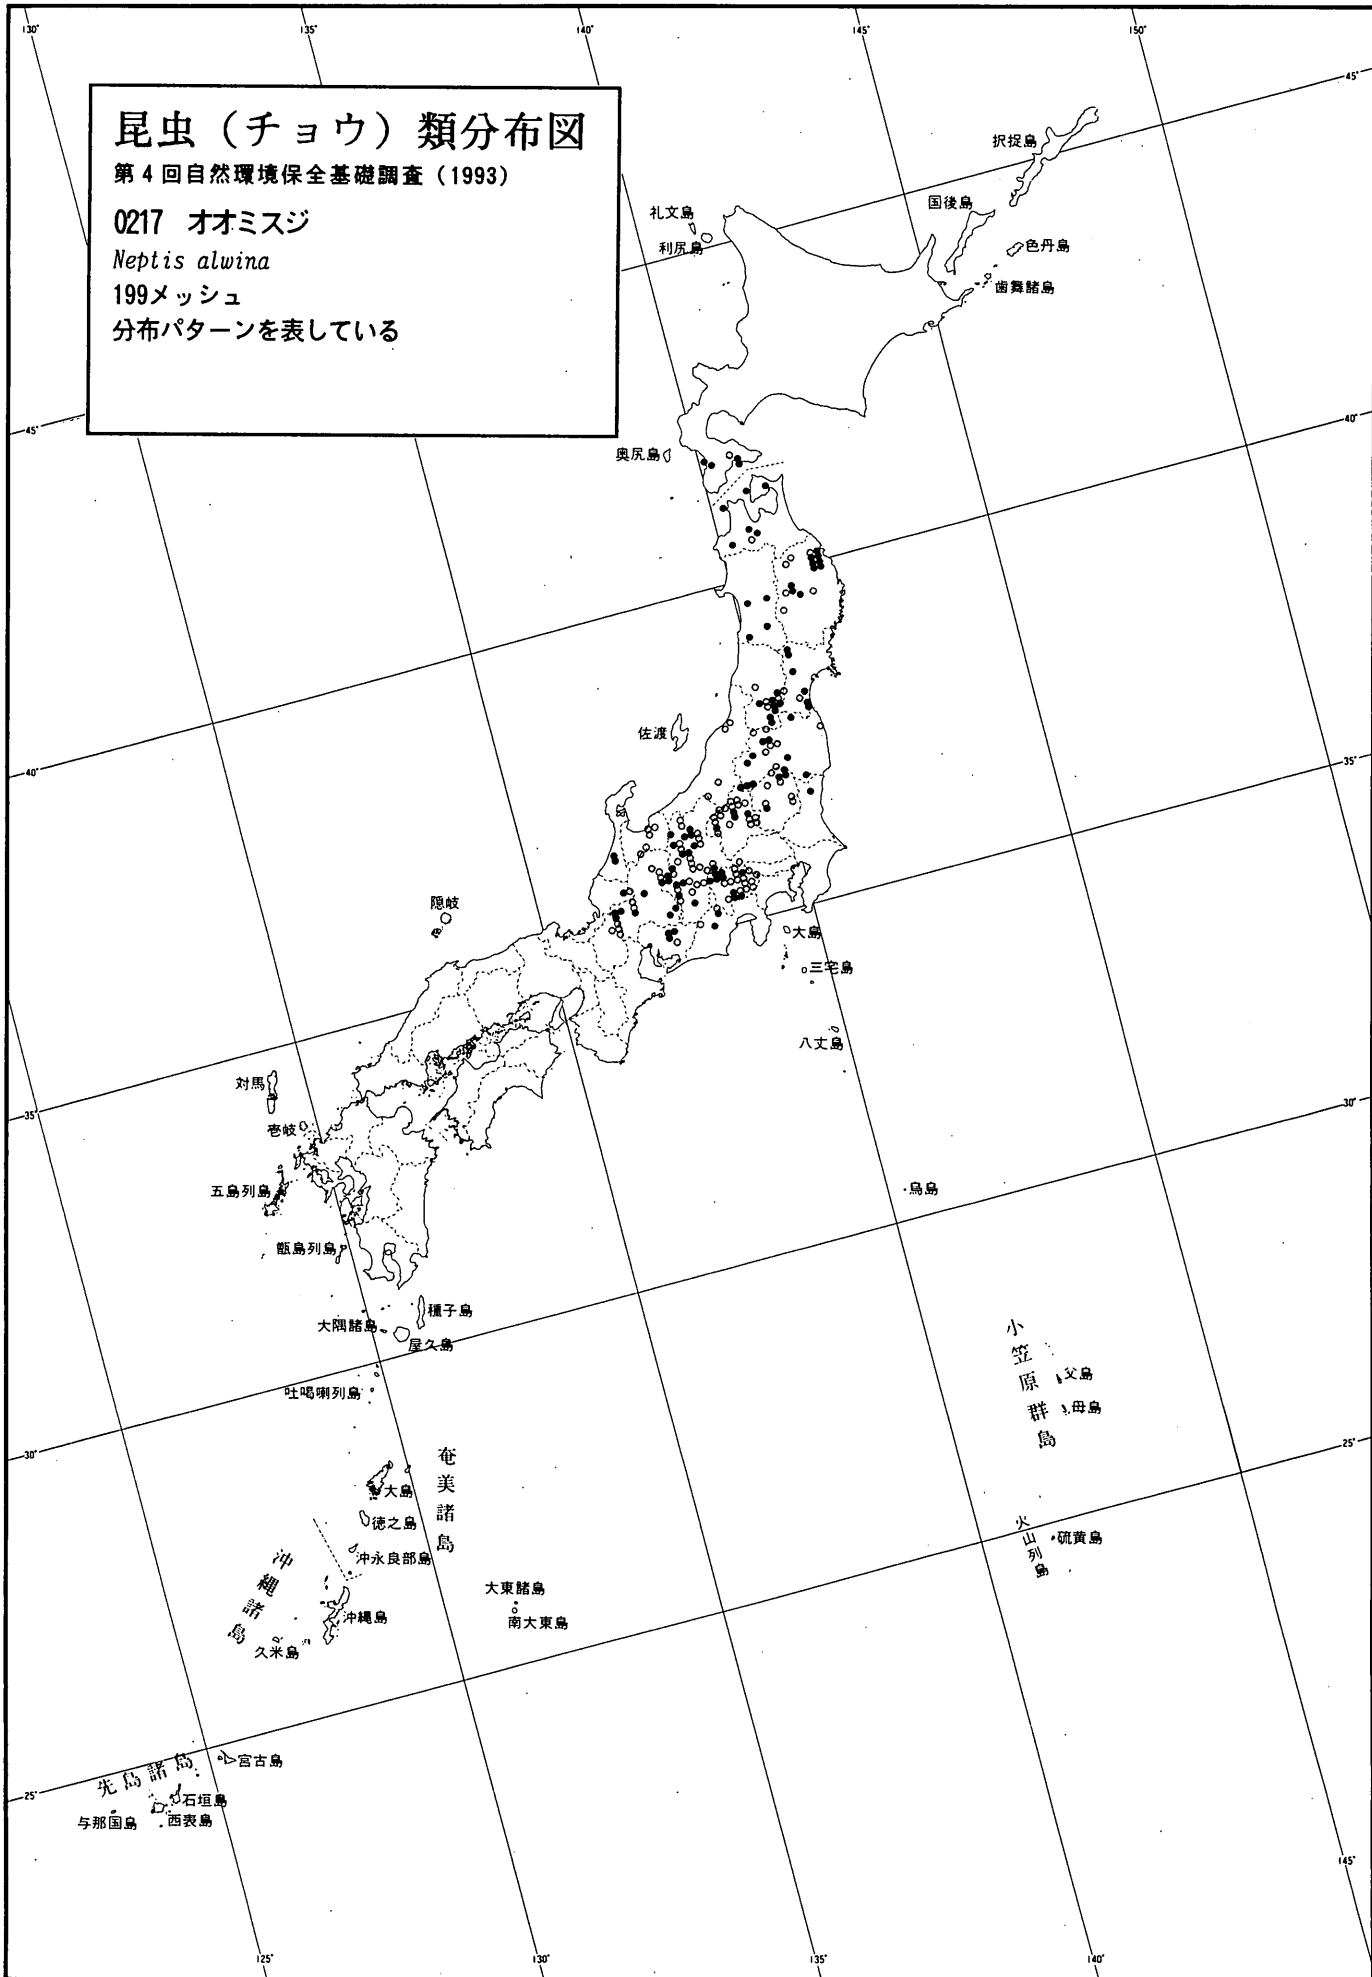 130°
135°
140°
145°
150°
昆虫（チョウ）類分布図
第4回自然環境保全基礎調査（1993）
0217 オオミスジ
Neptis alwina
199メッシュ
分布パターンを表している
45°
択捉島
国後島
色丹島
歯舞諸島
礼文島
利尻島
45°
40°
奥尻島
佐渡
40°
35°
隠岐
大島
三宅島
八丈島
対馬
壱岐
35°
30°
五島列島
鳥島
甑島列島
種子島
大隅諸島
屋久島
吐噶喇列島
小笠原群島
父島
母島
30°
25°
奄美諸島
大島
徳之島
沖永良部島
火山列島
硫黄島
沖縄諸島
沖縄島
久米島
大東諸島
南大東島
先島諸島
宮古島
石垣島
西表島
与那国島
25°
145°
125°
130°
135°
140°